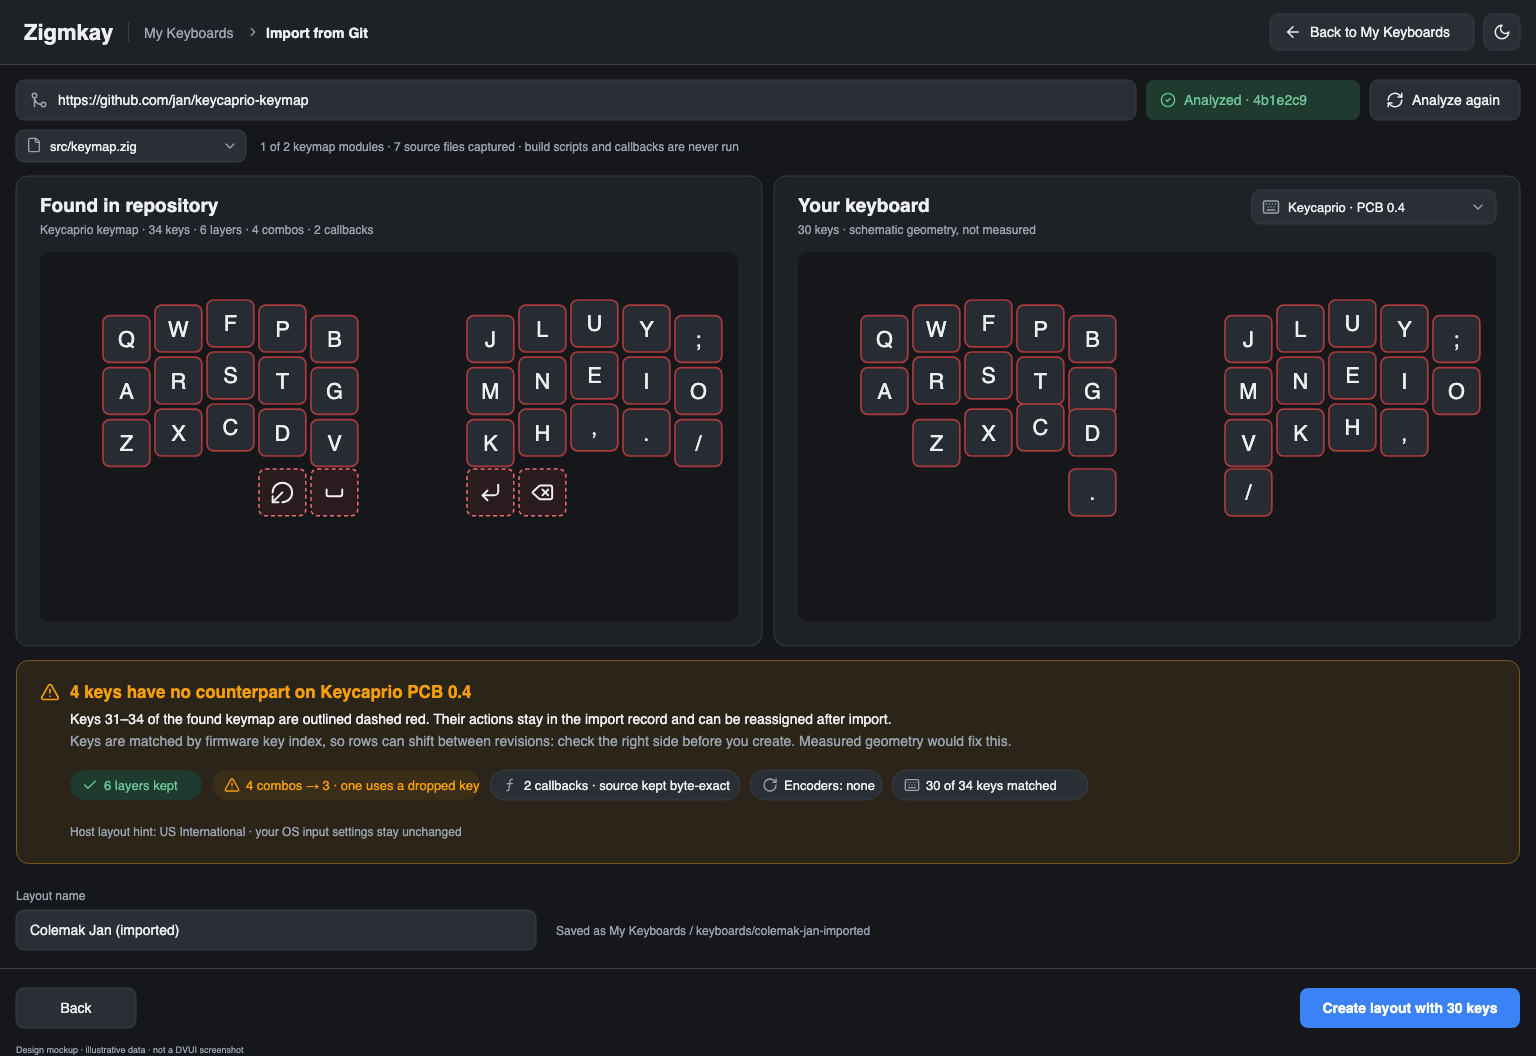 Zigmkay
My Keyboards
Import from Git
Back to My Keyboards
https://github.com/jan/keycaprio-keymap
Analyzed · 4b1e2c9
Analyze again
src/keymap.zig
1 of 2 keymap modules · 7 source files captured · build scripts and callbacks are never run
Found in repository
Keycaprio keymap · 34 keys · 6 layers · 4 combos · 2 callbacks
Q W F P B J L U Y ;
A R S T G M N E I O
Z X C D V K H , . /
Your keyboard
30 keys · schematic geometry, not measured
Keycaprio · PCB 0.4
Q W F P B J L U Y ;
A R S T G M N E I O
Z X C D V K H ,
. /
4 keys have no counterpart on Keycaprio PCB 0.4
Keys 31–34 of the found keymap are outlined dashed red. Their actions stay in the import record and can be reassigned after import.
Keys are matched by firmware key index, so rows can shift between revisions: check the right side before you create. Measured geometry would fix this.
6 layers kept
4 combos → 3 · one uses a dropped key
2 callbacks · source kept byte-exact
Encoders: none
30 of 34 keys matched
Host layout hint: US International · your OS input settings stay unchanged
Layout name
Colemak Jan (imported)
Saved as My Keyboards / keyboards/colemak-jan-imported
Back
Create layout with 30 keys
Design mockup · illustrative data · not a DVUI screenshot